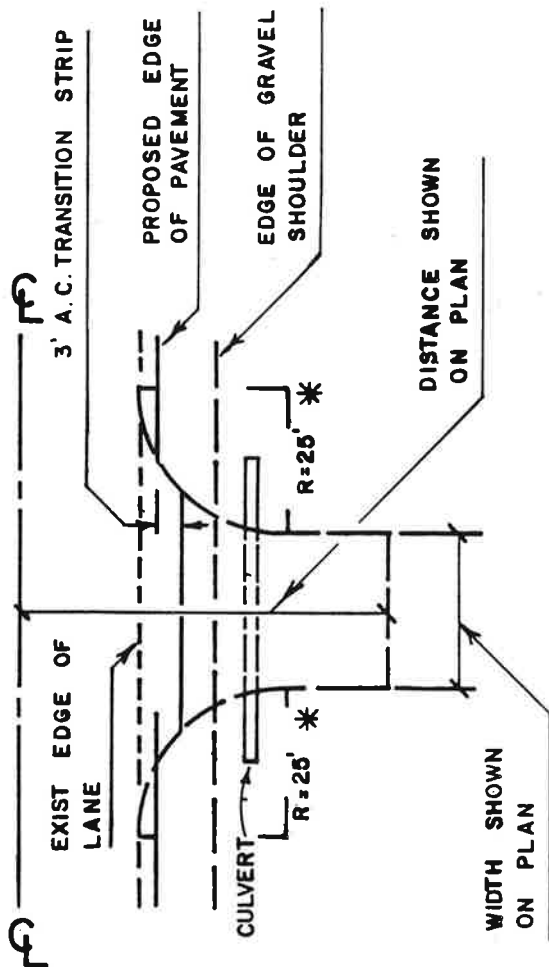 ℄
℄
3' A.C. TRANSITION STRIP
PROPOSED EDGE
OF PAVEMENT
EDGE OF GRAVEL
SHOULDER
EXIST EDGE OF
LANE
CULVERT
R=25'
*
R=25'
*
DISTANCE SHOWN
ON PLAN
WIDTH SHOWN
ON PLAN